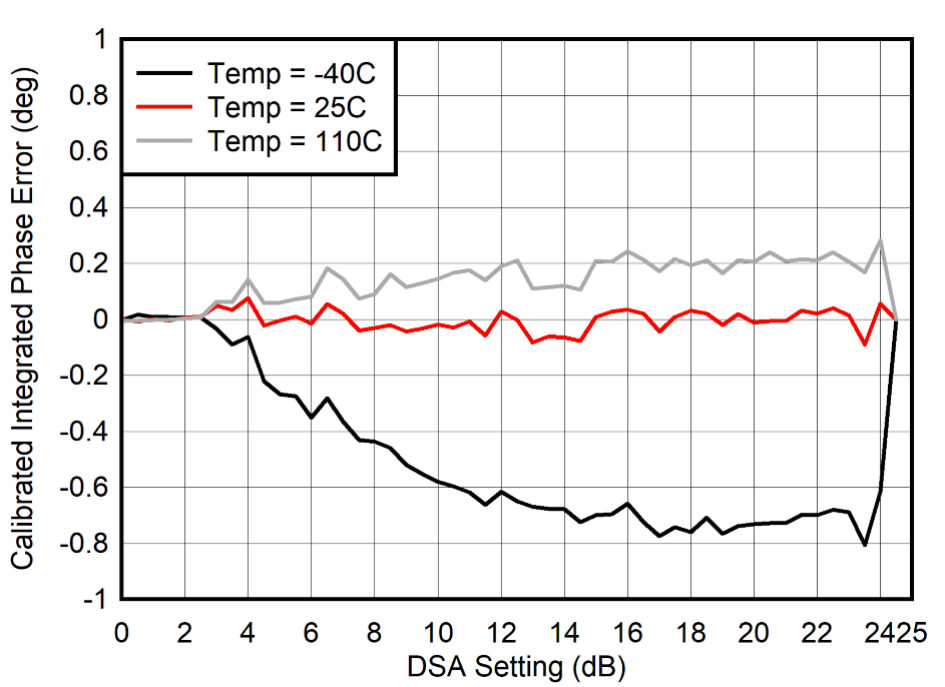 Calibrated Integrated Phase Error (deg)
1
0.8
0.6
0.4
0.2
0
-0.2
-0.4
-0.6
-0.8
-1
Temp = -40C
Temp = 25C
Temp = 110C
0 2 4 6 8 10 12 14 16 18 20 22 2425
DSA Setting (dB)